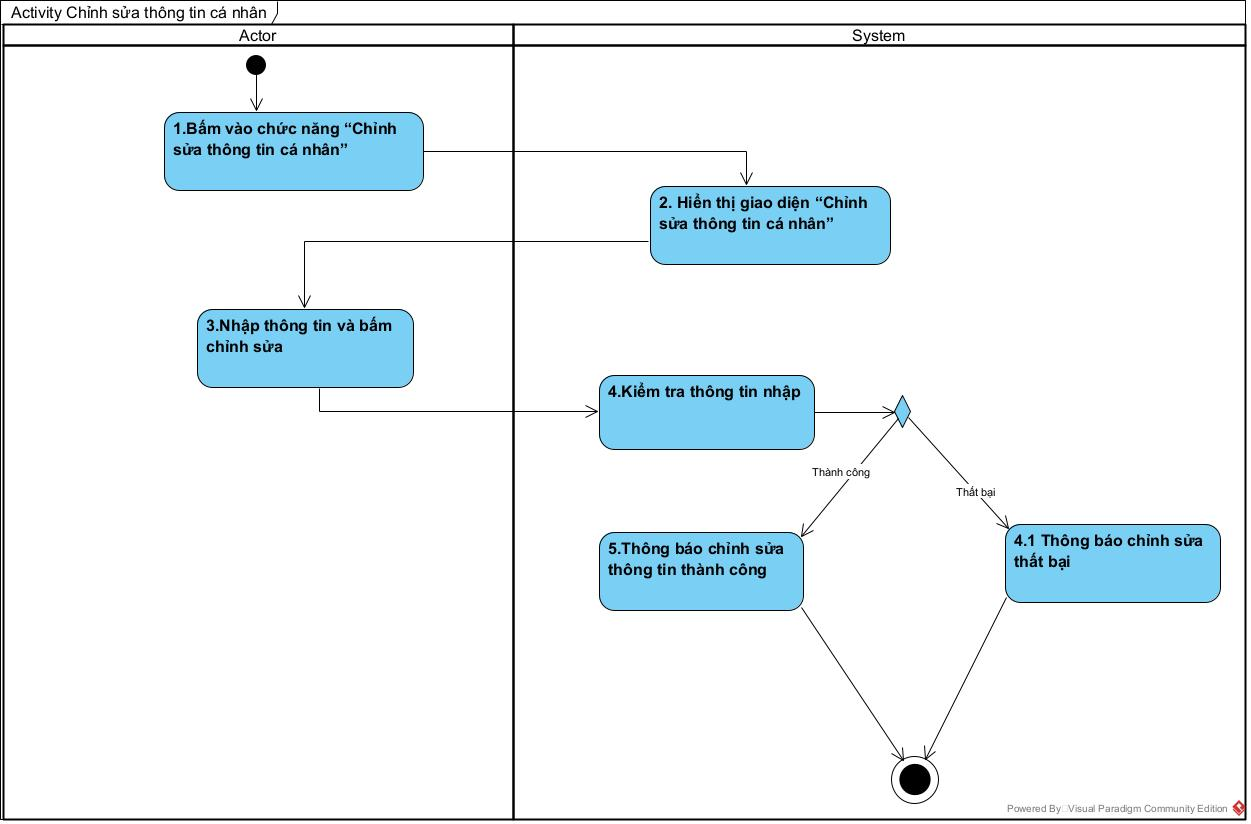 Activity Chỉnh sửa thông tin cá nhân
Actor
System
1.Bấm vào chức năng “Chỉnh
sửa thông tin cá nhân”
2. Hiển thị giao diện “Chỉnh
sửa thông tin cá nhân”
3.Nhập thông tin và bấm
chỉnh sửa
4.Kiểm tra thông tin nhập
Thành công
Thất bại
5.Thông báo chỉnh sửa
thông tin thành công
4.1 Thông báo chỉnh sửa
thất bại
Powered By Visual Paradigm Community Edition